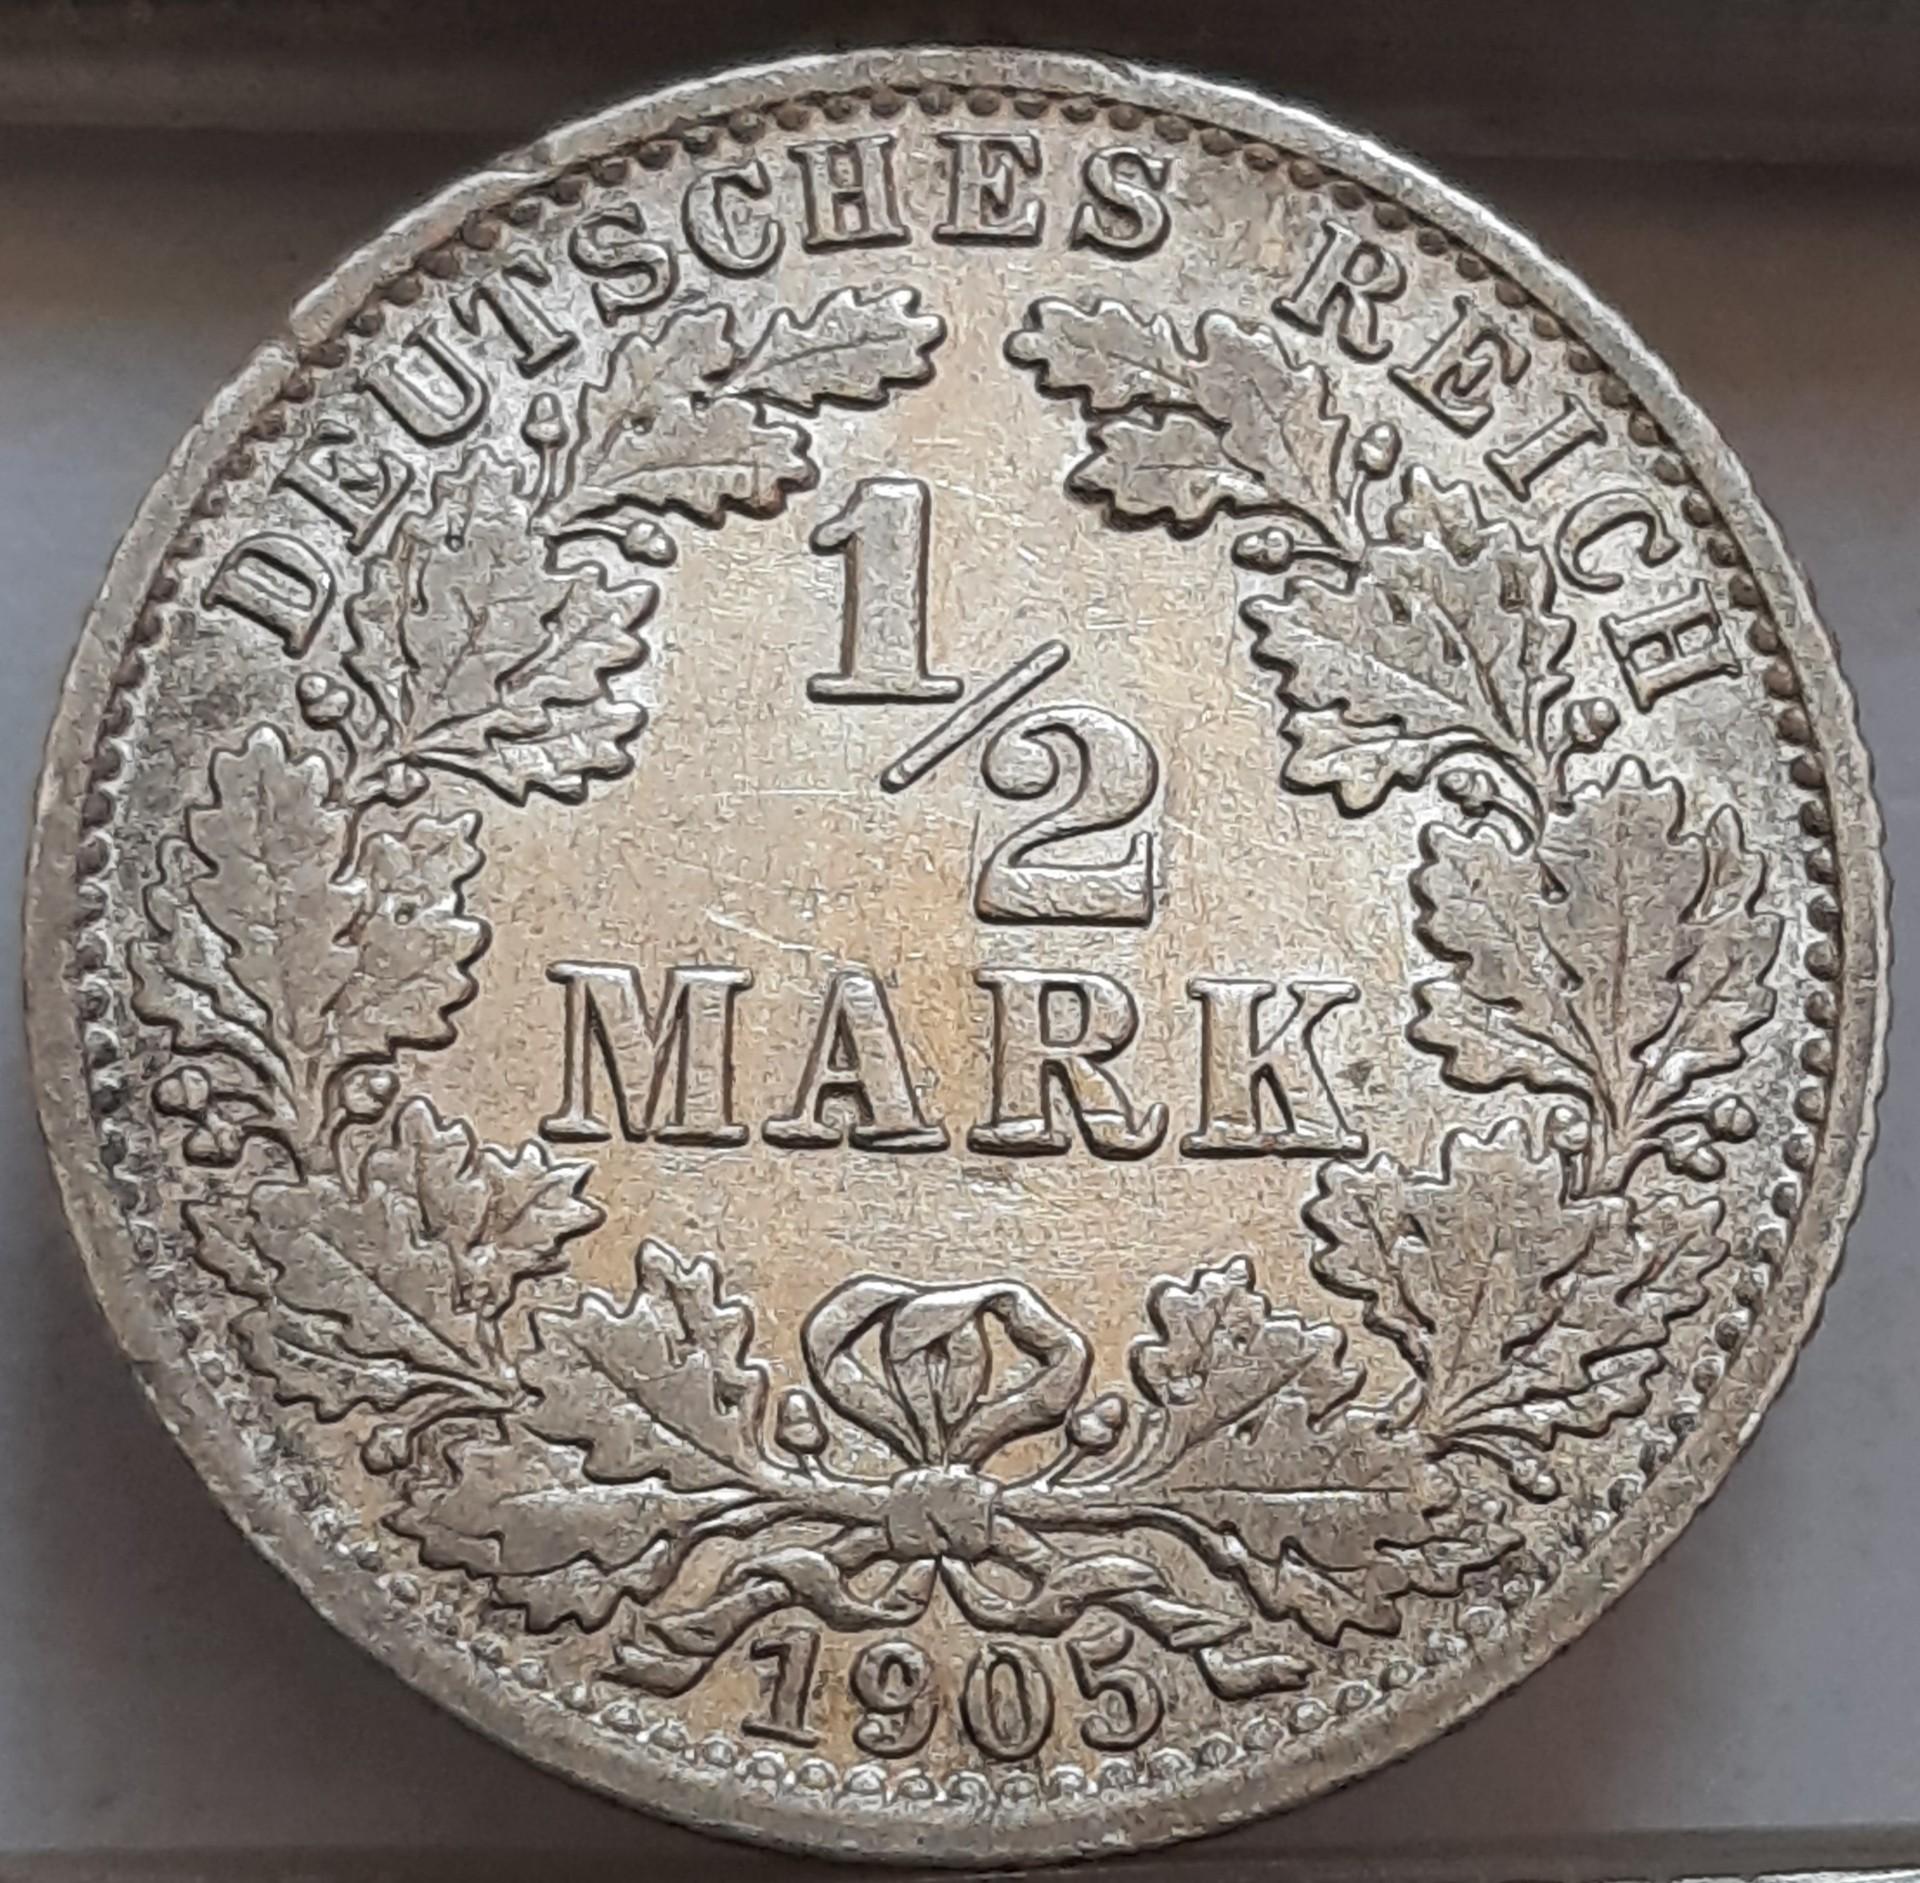 DEUTSCHES REICH
1/2
MARK
1905